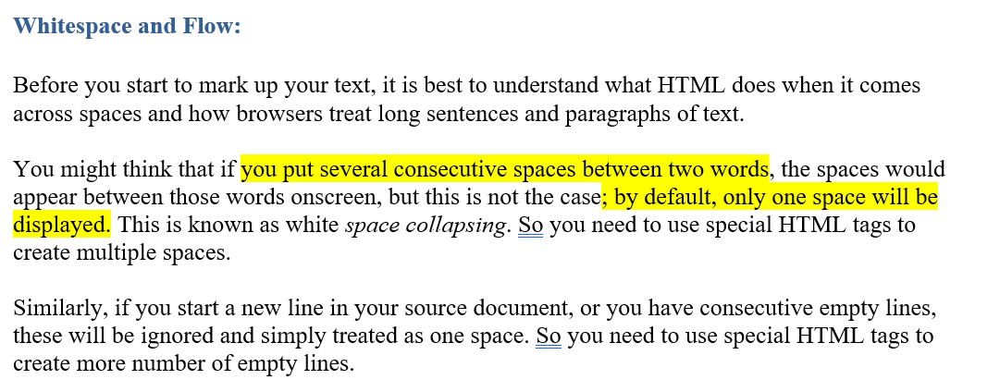 Whitespace and Flow:
Before you start to mark up your text, it is best to understand what HTML does when it comes
across spaces and how browsers treat long sentences and paragraphs of text.
You might think that if you put several consecutive spaces between two words, the spaces would
appear between those words onscreen, but this is not the case; by default, only one space will be
displayed. This is known as white space collapsing. So you need to use special HTML tags to
create multiple spaces.
Similarly, if you start a new line in your source document, or you have consecutive empty lines,
these will be ignored and simply treated as one space. So you need to use special HTML tags to
create more number of empty lines.